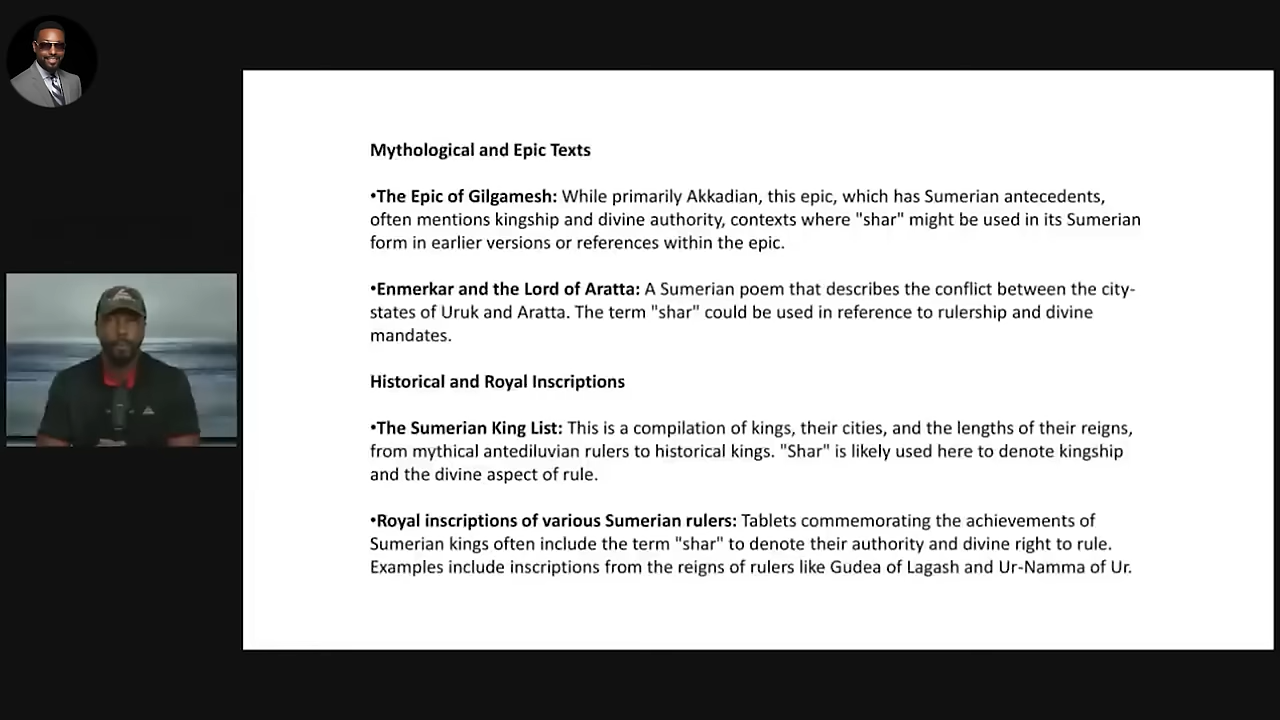 Mythological and Epic Texts
•The Epic of Gilgamesh: While primarily Akkadian, this epic, which has Sumerian antecedents,
often mentions kingship and divine authority, contexts where "shar" might be used in its Sumerian
form in earlier versions or references within the epic.
•Enmerkar and the Lord of Aratta: A Sumerian poem that describes the conflict between the city-
states of Uruk and Aratta. The term "shar" could be used in reference to rulership and divine
mandates.
Historical and Royal Inscriptions
•The Sumerian King List: This is a compilation of kings, their cities, and the lengths of their reigns,
from mythical antediluvian rulers to historical kings. "Shar" is likely used here to denote kingship
and the divine aspect of rule.
•Royal inscriptions of various Sumerian rulers: Tablets commemorating the achievements of
Sumerian kings often include the term "shar" to denote their authority and divine right to rule.
Examples include inscriptions from the reigns of rulers like Gudea of Lagash and Ur-Namma of Ur.